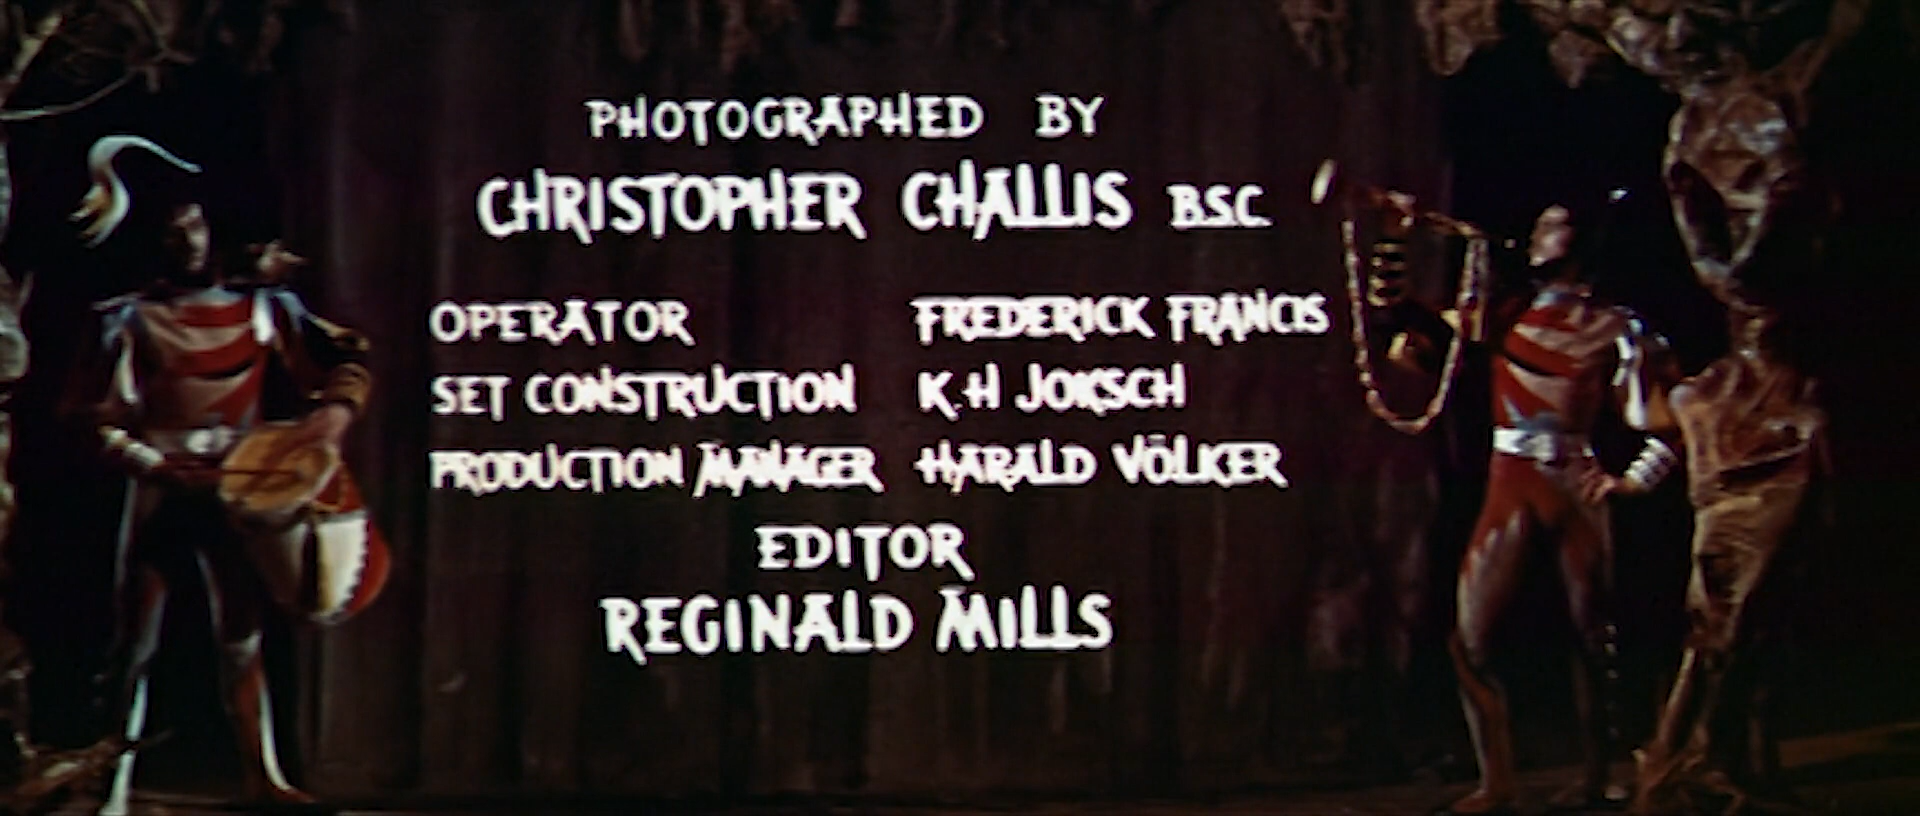 PHOTOGRAPHED BY
CHRISTOPHER CHALLIS B.S.C.
OPERATOR FREDERICK FRANCIS
SET CONSTRUCTION K.H JOKSCH
PRODUCTION MANAGER HARALD VÖLKER
EDITOR
REGINALD MILLS